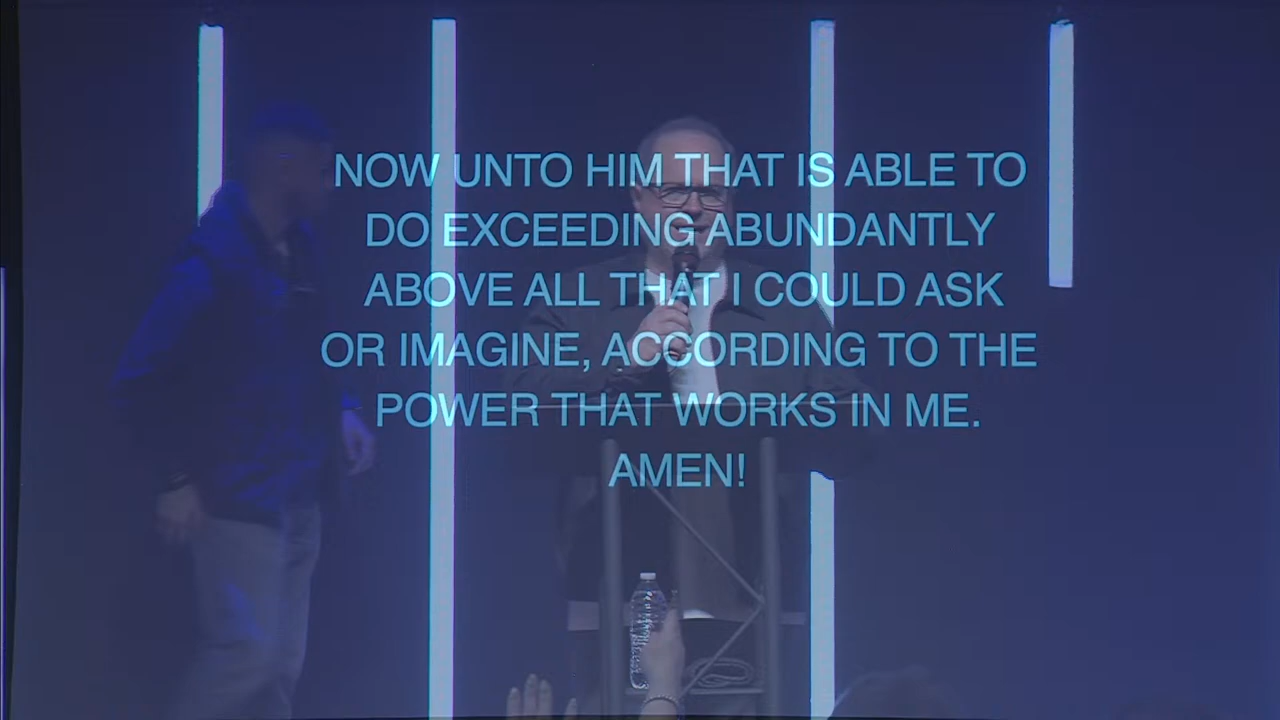 NOW UNTO HIM THAT IS ABLE TO
DO EXCEEDING ABUNDANTLY
ABOVE ALL THAT I COULD ASK
OR IMAGINE, ACCORDING TO THE
POWER THAT WORKS IN ME.
AMEN!